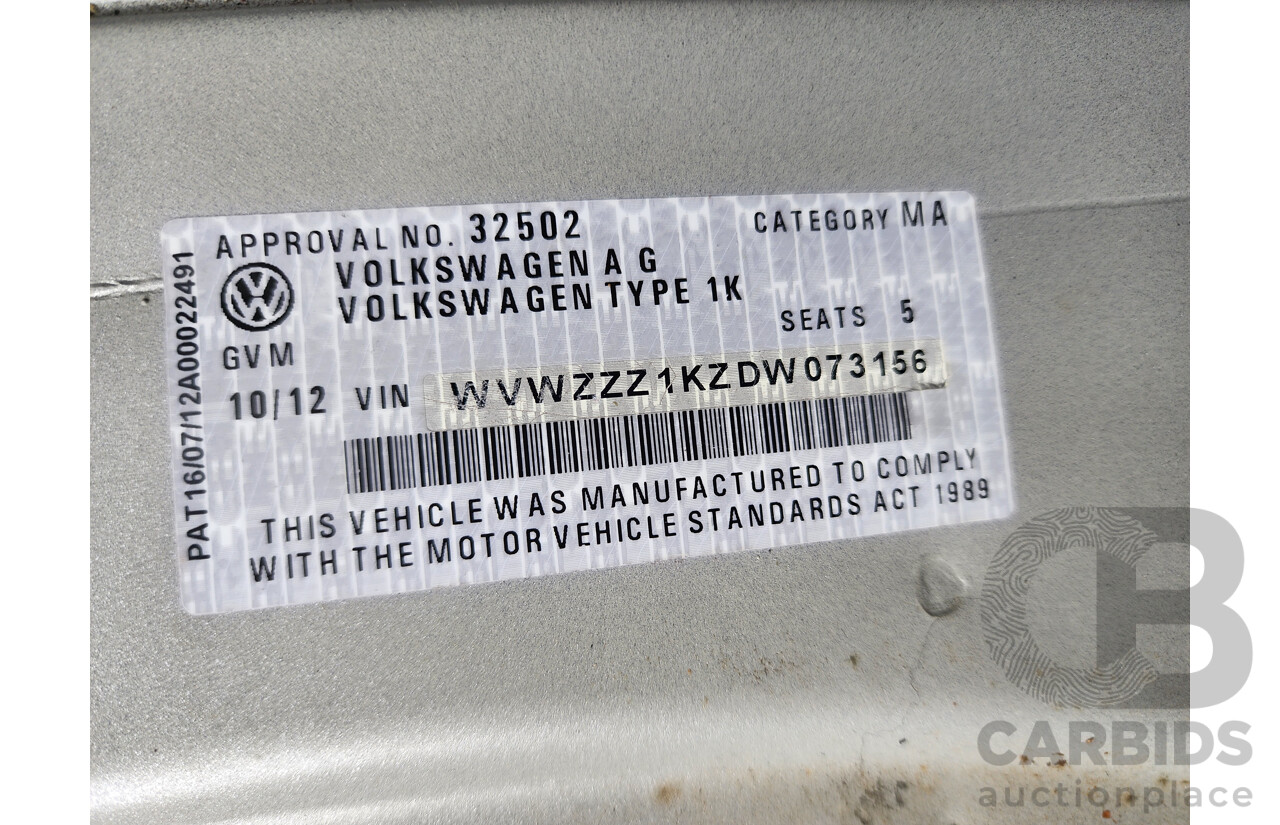 APPROVAL NO. 32502
CATEGORY MA
VOLKSWAGEN A G
VOLKSWAGEN TYPE 1K
SEATS 5
GVM
10/12 VIN WVWZZZ1KZDW073156
THIS VEHICLE WAS MANUFACTURED TO COMPLY
WITH THE MOTOR VEHICLE STANDARDS ACT 1989
PAT16/07/12A00022491
CB
CARBIDS
auctionplace